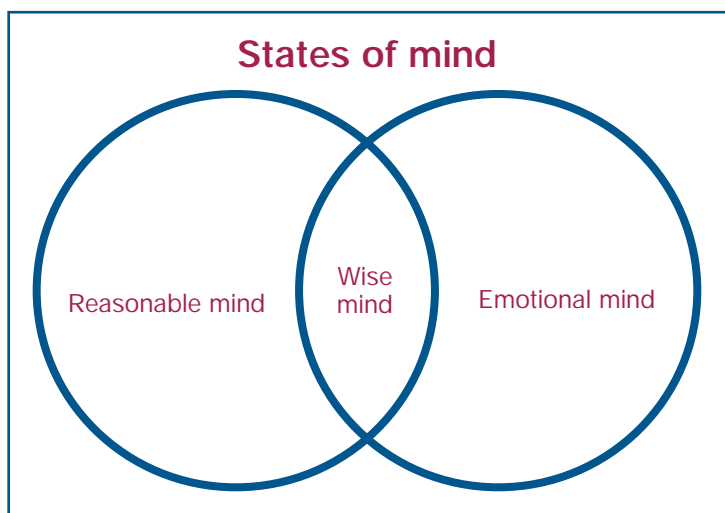 States of mind
Reasonable mind
Wise
mind
Emotional mind